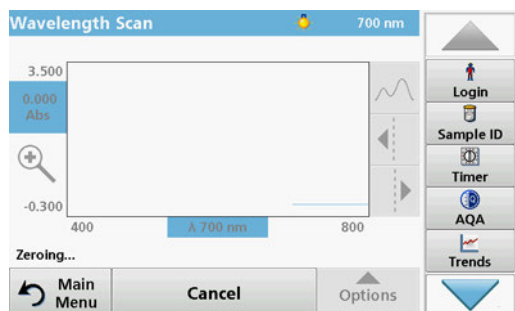 Wavelength Scan
700 nm
3.500
0.000
Abs
-0.300
400
λ 700 nm
800
Zeroing...
Main
Menu
Cancel
Options
Login
Sample ID
Timer
AQA
Trends